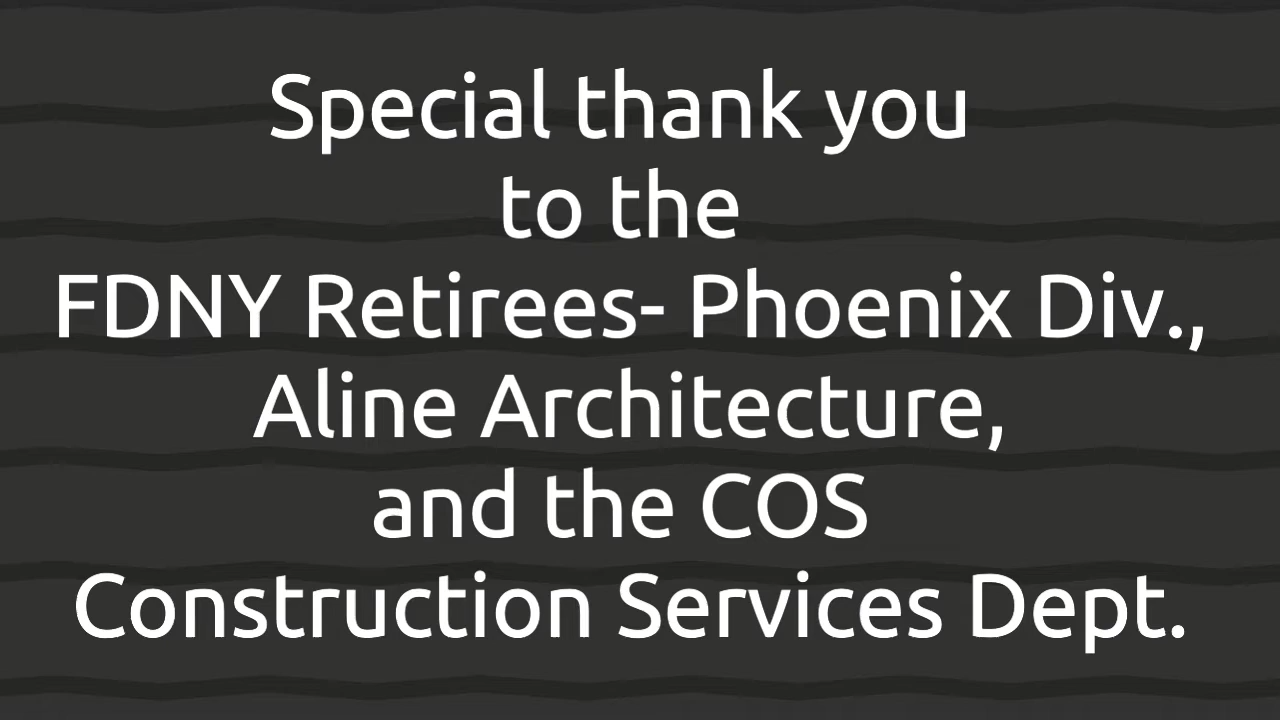 Special thank you
to the
FDNY Retirees- Phoenix Div.,
Aline Architecture,
and the COS
Construction Services Dept.